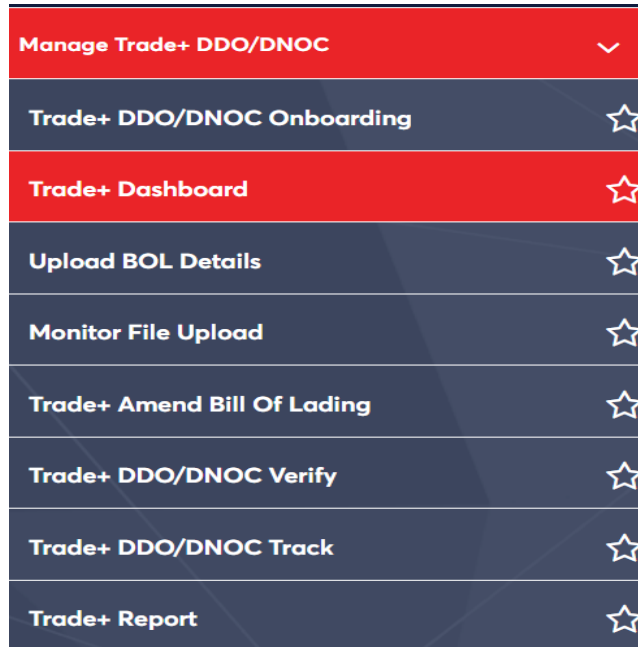 Manage Trade+ DDO/DNOC
Trade+ DDO/DNOC Onboarding
Trade+ Dashboard
Upload BOL Details
Monitor File Upload
Trade+ Amend Bill Of Lading
Trade+ DDO/DNOC Verify
Trade+ DDO/DNOC Track
Trade+ Report